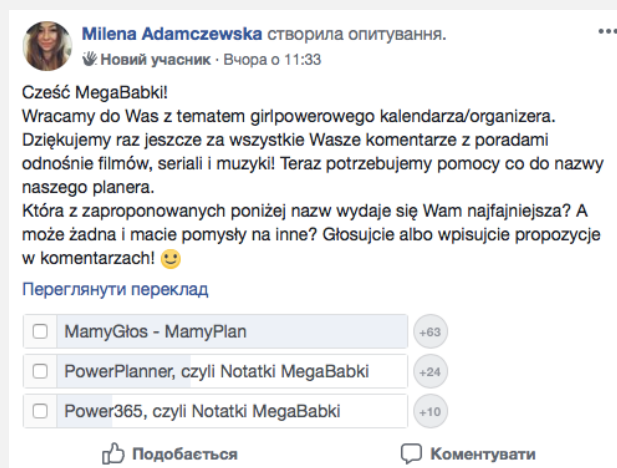 Milena Adamczewska створила опитування.
Новий учасник · Вчора о 11:33
Cześć MegaBabki!
Wracamy do Was z tematem girlpowerowego kalendarza/organizera.
Dziękujemy raz jeszcze za wszystkie Wasze komentarze z poradami
odnośnie filmów, seriali i muzyki! Teraz potrzebujemy pomocy co do nazwy
naszego planera.
Która z zaproponowanych poniżej nazw wydaje się Wam najfajniejsza? A
może żadna i macie pomysły na inne? Głosujcie albo wpisujcie propozycje
w komentarzach! 🙂
Переглянути переклад
MamyGłos - MamyPlan +63
PowerPlanner, czyli Notatki MegaBabki +24
Power365, czyli Notatki MegaBabki +10
Подобається Коментувати